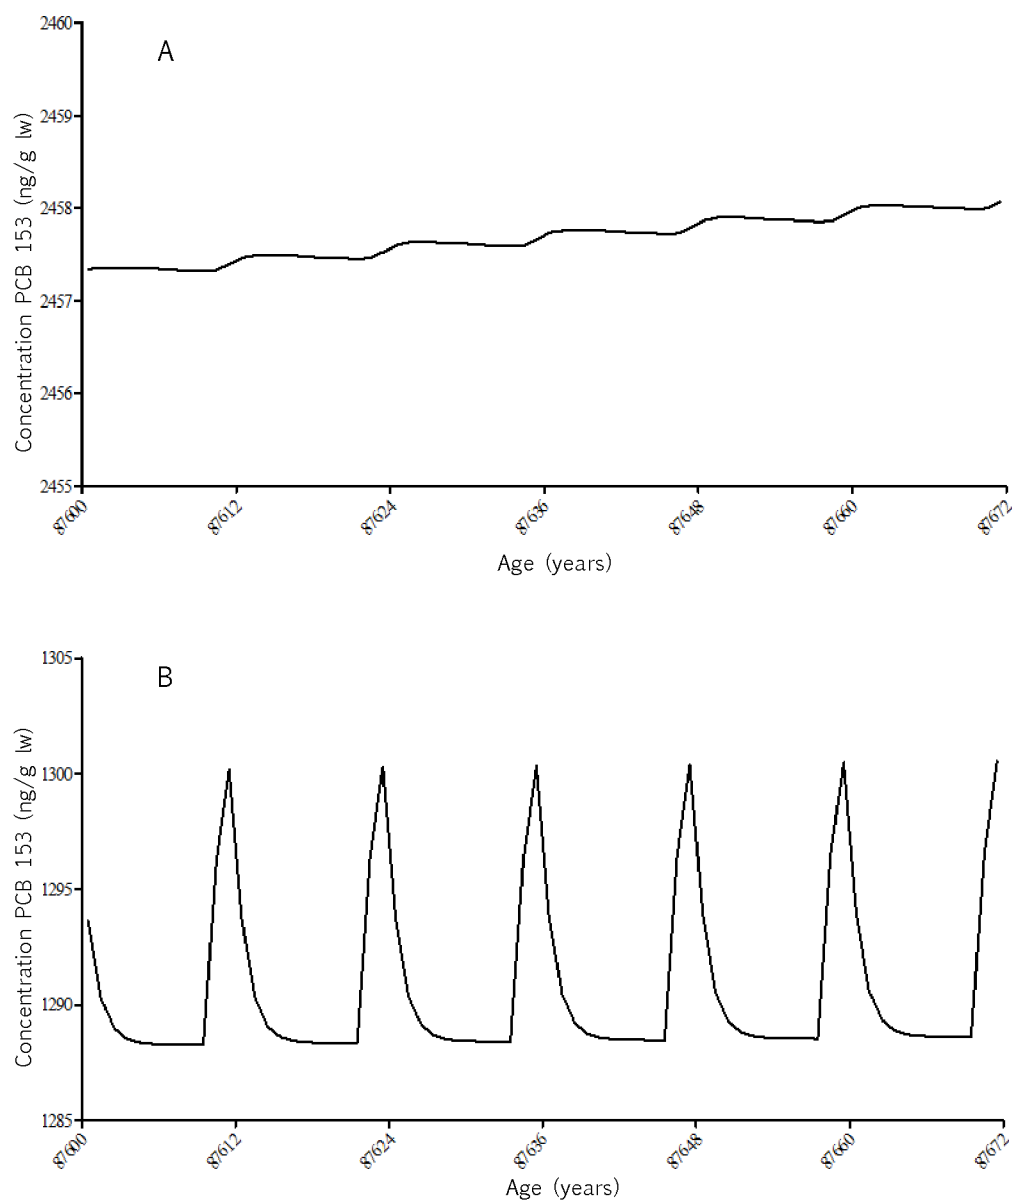 2460
A
2459
2458
2457
2456
2455
Concentration PCB 153 (ng/g lw)
87600 87612 87624 87636 87648 87660 87672
Age (years)
1305
B
1300
1295
1290
1285
Concentration PCB 153 (ng/g lw)
87600 87612 87624 87636 87648 87660 87672
Age (years)